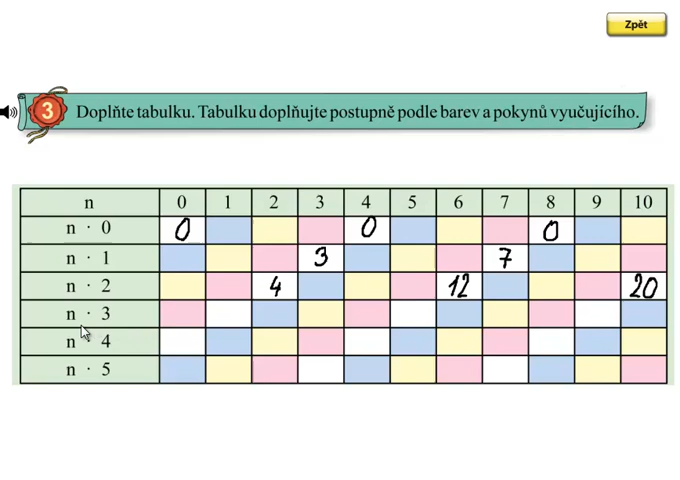 Zpět
3 Doplňte tabulku. Tabulku doplňujte postupně podle barev a pokynů vyučujícího.
n 0 1 2 3 4 5 6 7 8 9 10
n · 0 0 0 0
n · 1 3 7
n · 2 4 12 20
n · 3
n · 4
n · 5